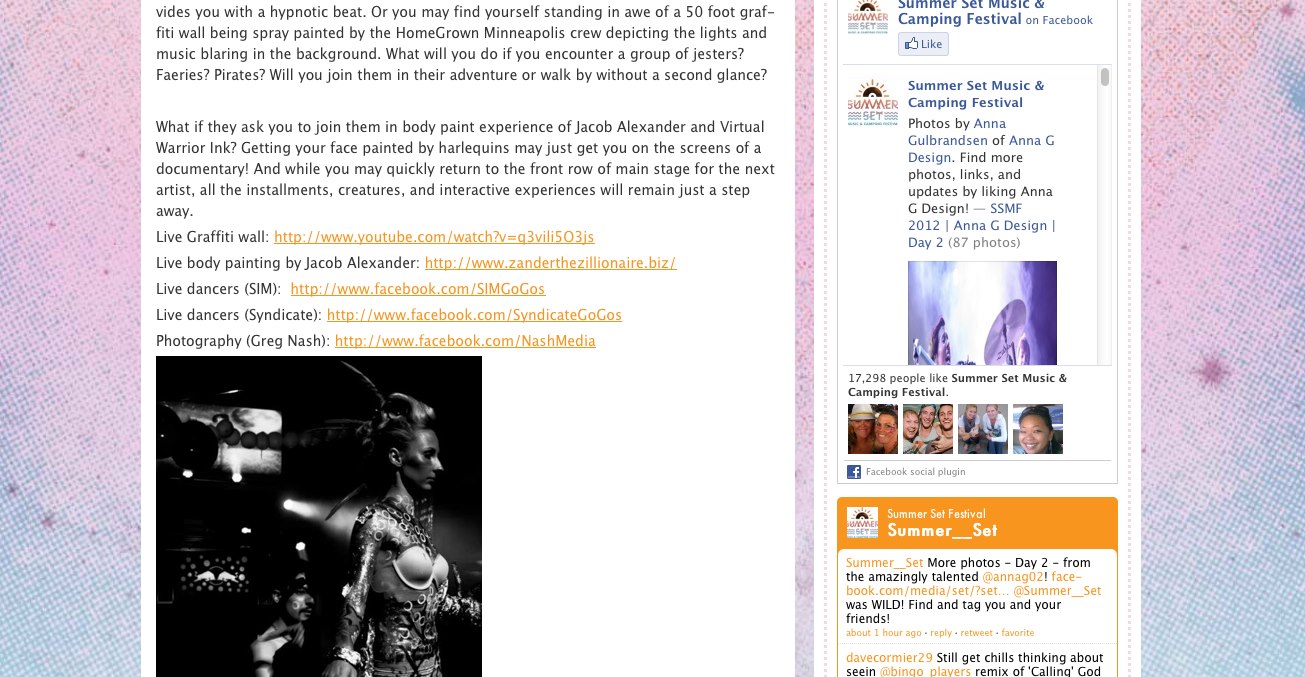 vides you with a hypnotic beat. Or you may find yourself standing in awe of a 50 foot graf-
fiti wall being spray painted by the HomeGrown Minneapolis crew depicting the lights and
music blaring in the background. What will you do if you encounter a group of jesters?
Faeries? Pirates? Will you join them in their adventure or walk by without a second glance?
What if they ask you to join them in body paint experience of Jacob Alexander and Virtual
Warrior Ink? Getting your face painted by harlequins may just get you on the screens of a
documentary! And while you may quickly return to the front row of main stage for the next
artist, all the installments, creatures, and interactive experiences will remain just a step
away.
Live Graffiti wall: http://www.youtube.com/watch?v=q3vili5O3js
Live body painting by Jacob Alexander: http://www.zanderthezillionaire.biz/
Live dancers (SIM): http://www.facebook.com/SIMGoGos
Live dancers (Syndicate): http://www.facebook.com/SyndicateGoGos
Photography (Greg Nash): http://www.facebook.com/NashMedia
Summer Set Music &
Camping Festival on Facebook
Like
SUMMER
SET
Summer Set Music &
Camping Festival
Photos by Anna
Gulbrandsen of Anna G
Design. Find more
photos, links, and
updates by liking Anna
G Design! — SSMF
2012 | Anna G Design |
Day 2 (87 photos)
17,298 people like Summer Set Music &
Camping Festival.
Facebook social plugin
Summer Set Festival
Summer__Set
Summer__Set More photos - Day 2 - from
the amazingly talented @annag02! face-
book.com/media/set/?set... @Summer__Set
was WILD! Find and tag you and your
friends!
about 1 hour ago · reply · retweet · favorite
davecormier29 Still get chills thinking about
seein @bingo_players remix of 'Calling' God